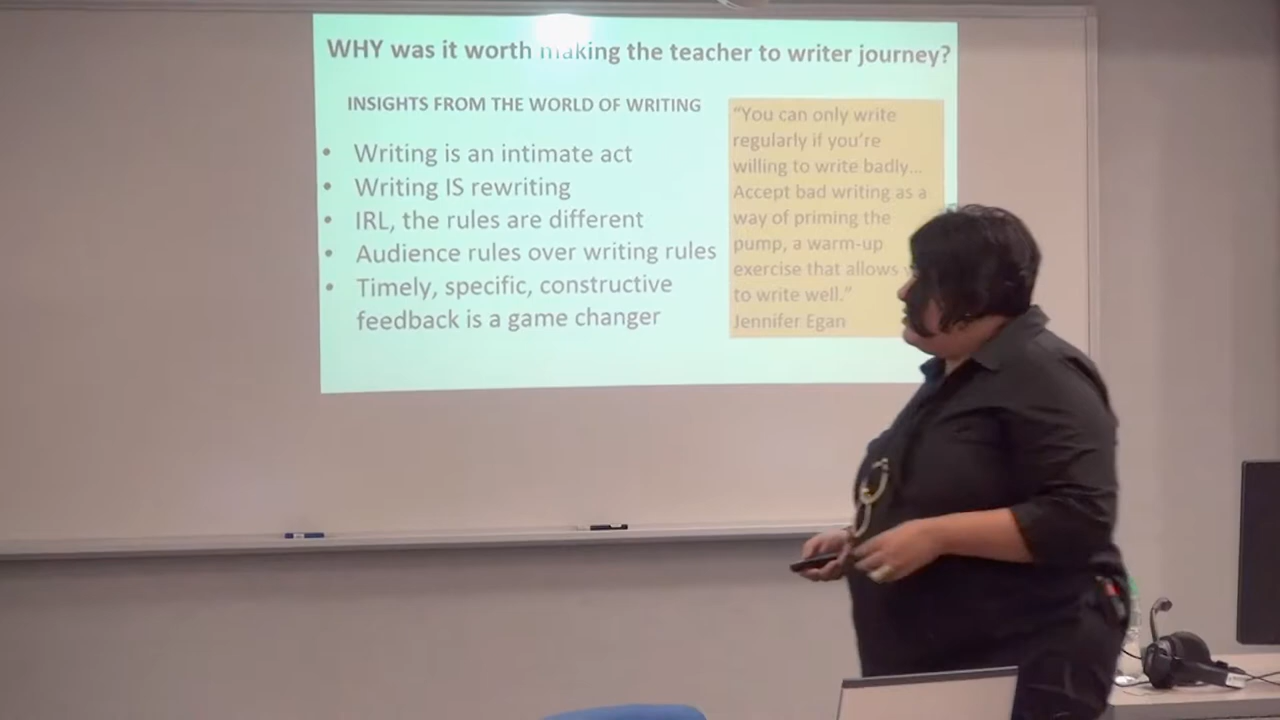 WHY was it worth making the teacher to writer journey?
INSIGHTS FROM THE WORLD OF WRITING
• Writing is an intimate act
• Writing IS rewriting
• IRL, the rules are different
• Audience rules over writing rules
• Timely, specific, constructive
feedback is a game changer
“You can only write
regularly if you’re
willing to write badly...
Accept bad writing as a
way of priming the
pump, a warm-up
exercise that allows
to write well.”
Jennifer Egan